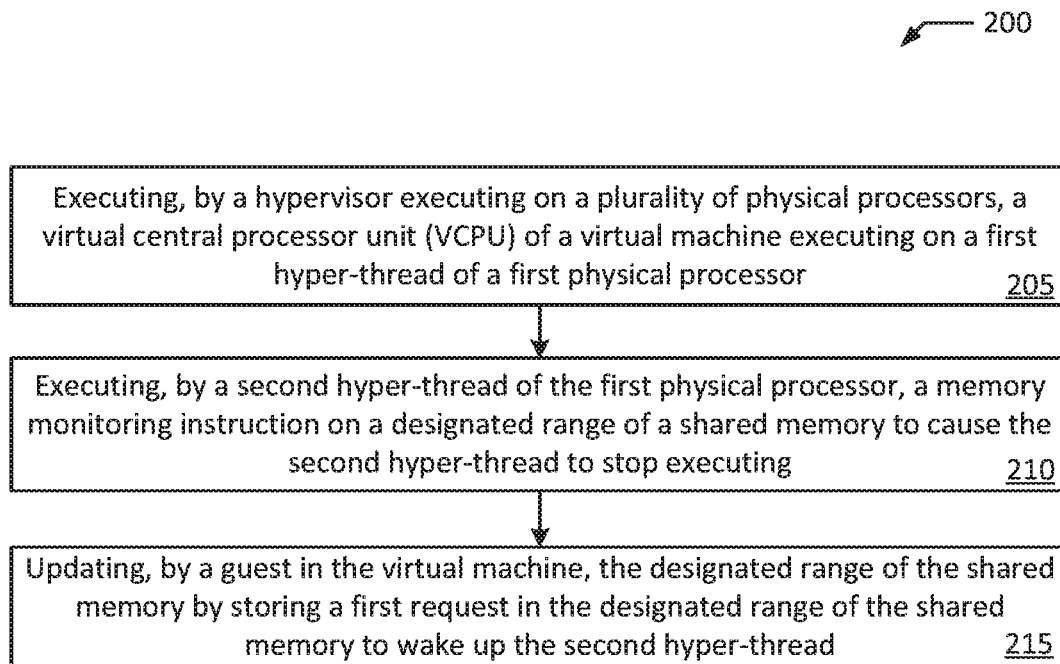 200
Executing, by a hypervisor executing on a plurality of physical processors, a
virtual central processor unit (VCPU) of a virtual machine executing on a first
hyper-thread of a first physical processor
205
Executing, by a second hyper-thread of the first physical processor, a memory
monitoring instruction on a designated range of a shared memory to cause the
second hyper-thread to stop executing
210
Updating, by a guest in the virtual machine, the designated range of the shared
memory by storing a first request in the designated range of the shared
memory to wake up the second hyper-thread
215